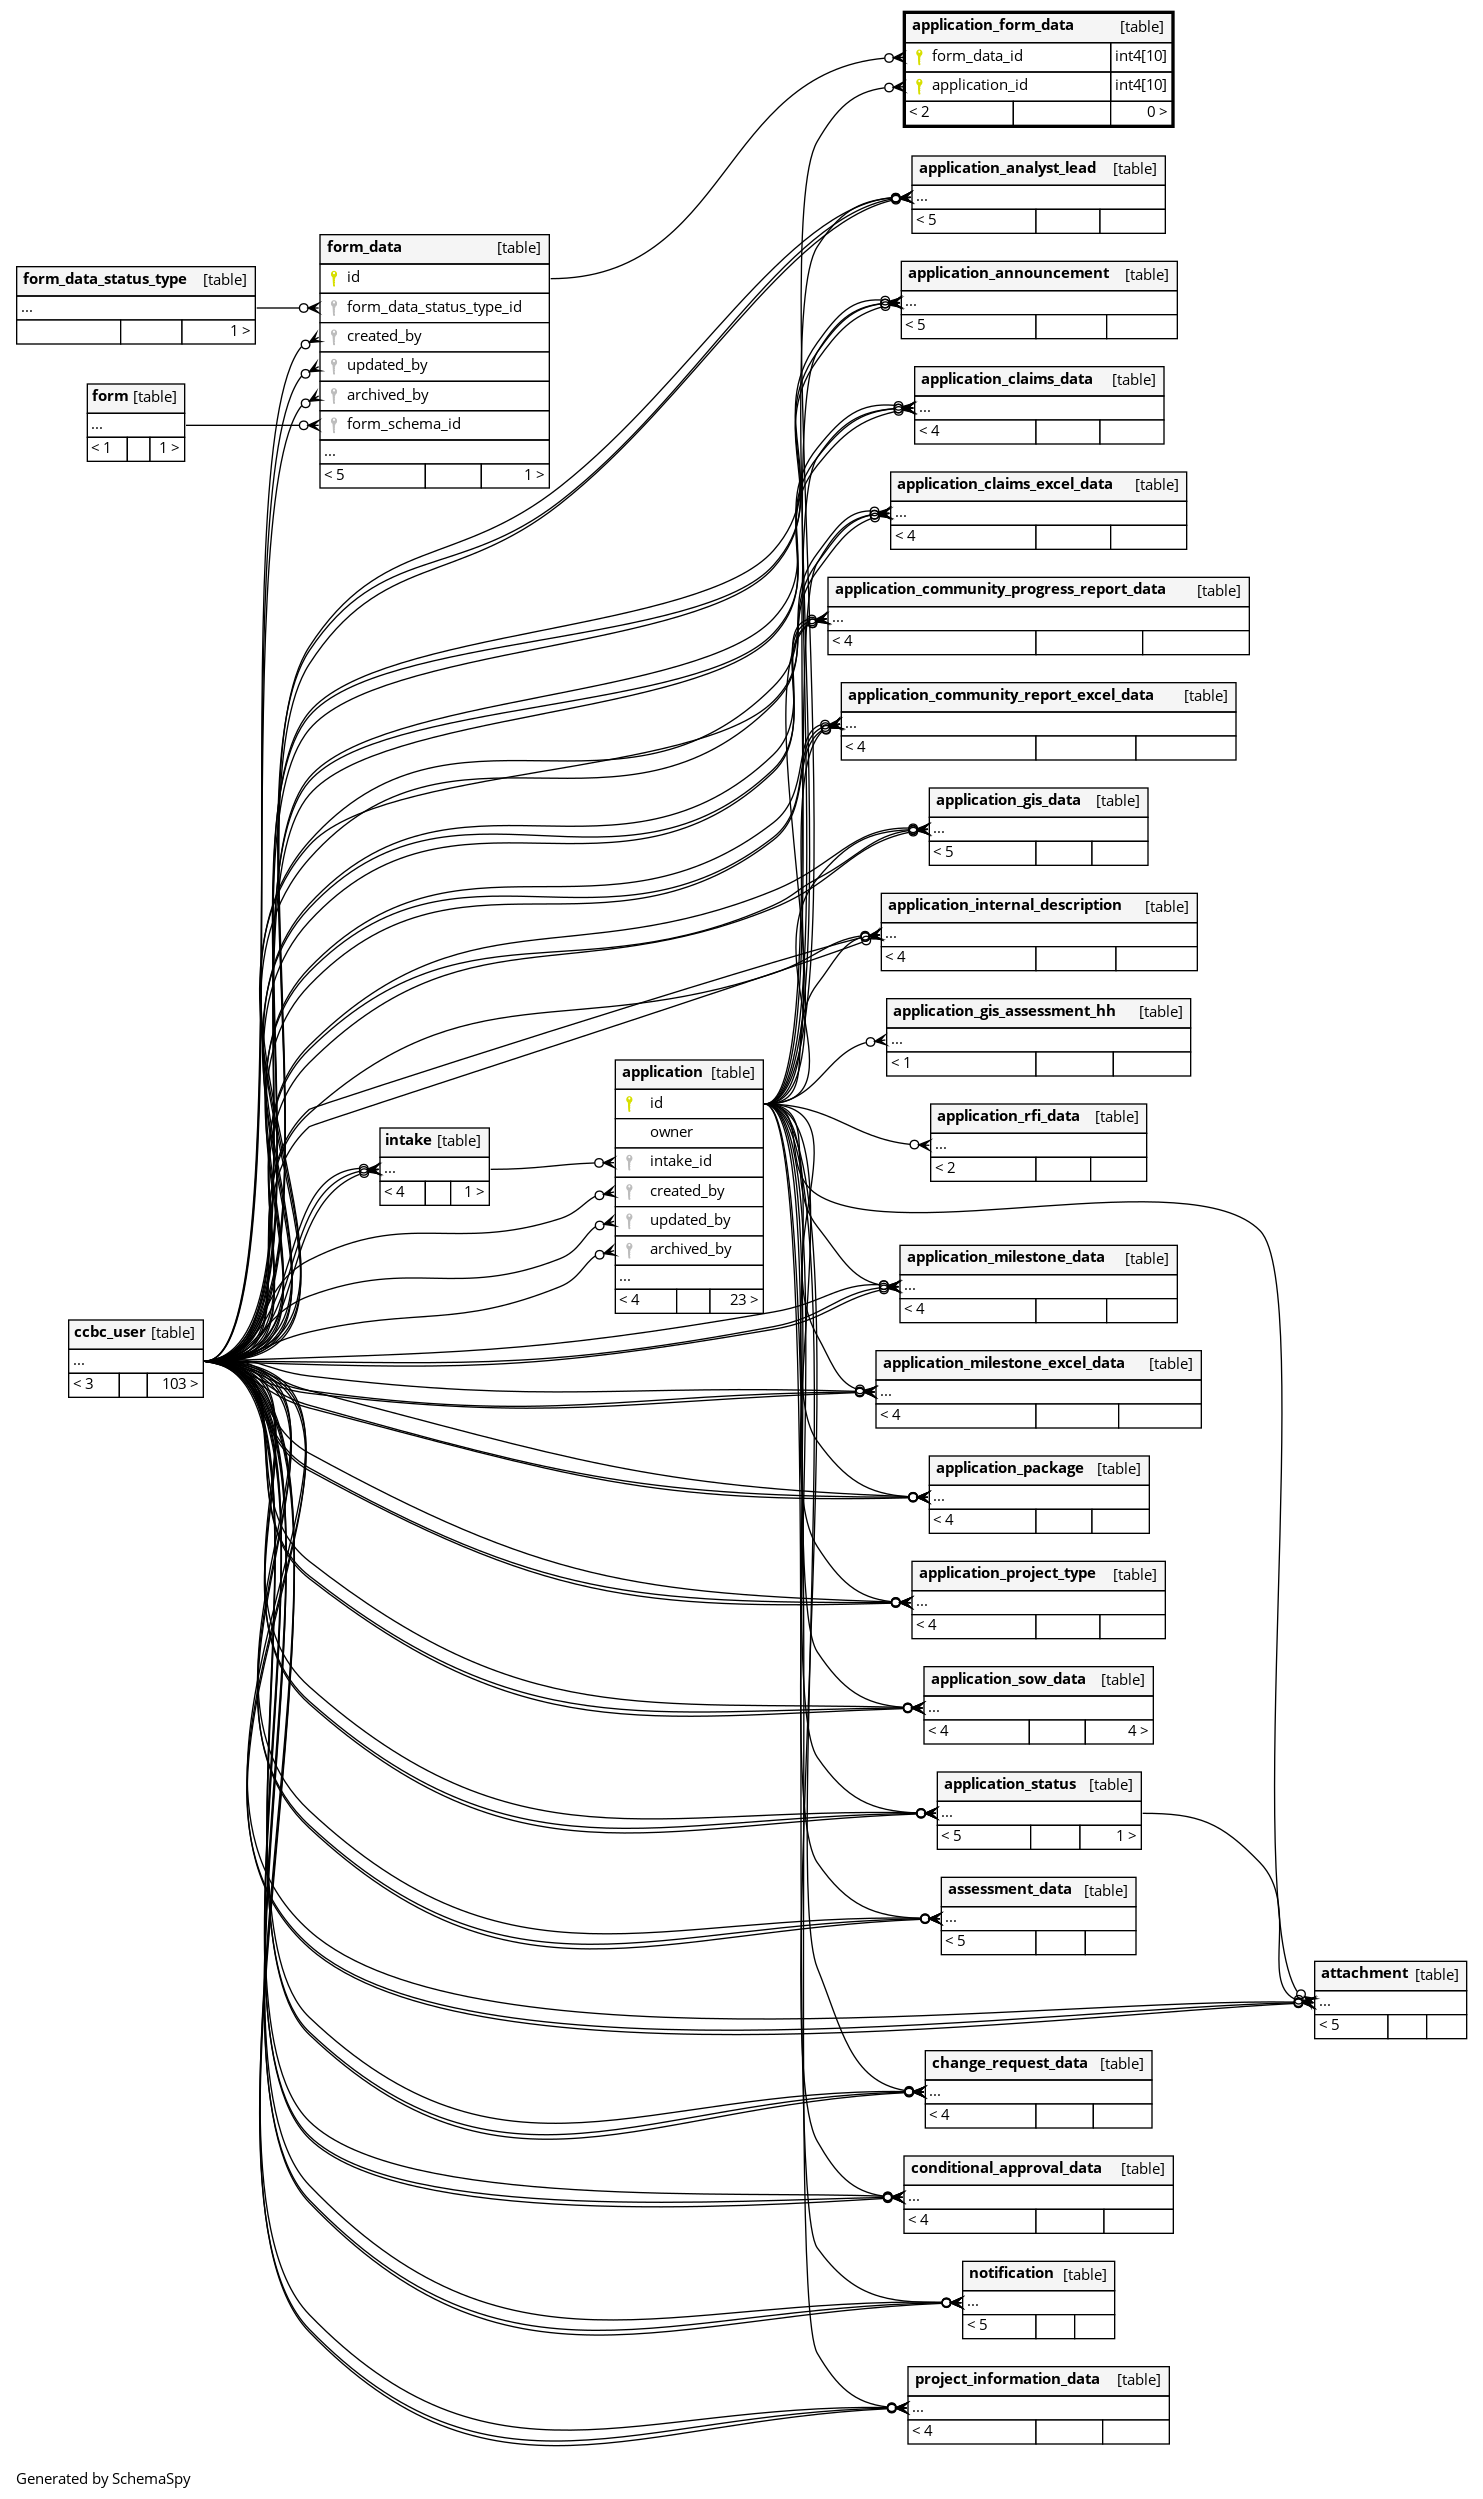 application_form_data [table]
form_data_id int4[10]
application_id int4[10]
< 2 0 >
application_analyst_lead [table]
...
< 5
form_data [table]
id
form_data_status_type_id
created_by
updated_by
archived_by
form_schema_id
...
< 5 1 >
form_data_status_type [table]
...
1 >
form [table]
...
< 1 1 >
application_announcement [table]
...
< 5
application_claims_data [table]
...
< 4
application_claims_excel_data [table]
...
< 4
application_community_progress_report_data [table]
...
< 4
application_community_report_excel_data [table]
...
< 4
application_gis_data [table]
...
< 5
application_internal_description [table]
...
< 4
application_gis_assessment_hh [table]
...
< 1
application [table]
id
owner
intake_id
created_by
updated_by
archived_by
...
< 4 23 >
intake [table]
...
< 4 1 >
application_rfi_data [table]
...
< 2
application_milestone_data [table]
...
< 4
ccbc_user [table]
...
< 3 103 >
application_milestone_excel_data [table]
...
< 4
application_package [table]
...
< 4
application_project_type [table]
...
< 4
application_sow_data [table]
...
< 4 4 >
application_status [table]
...
< 5 1 >
assessment_data [table]
...
< 5
attachment [table]
...
< 5
change_request_data [table]
...
< 4
conditional_approval_data [table]
...
< 4
notification [table]
...
< 5
project_information_data [table]
...
< 4
Generated by SchemaSpy